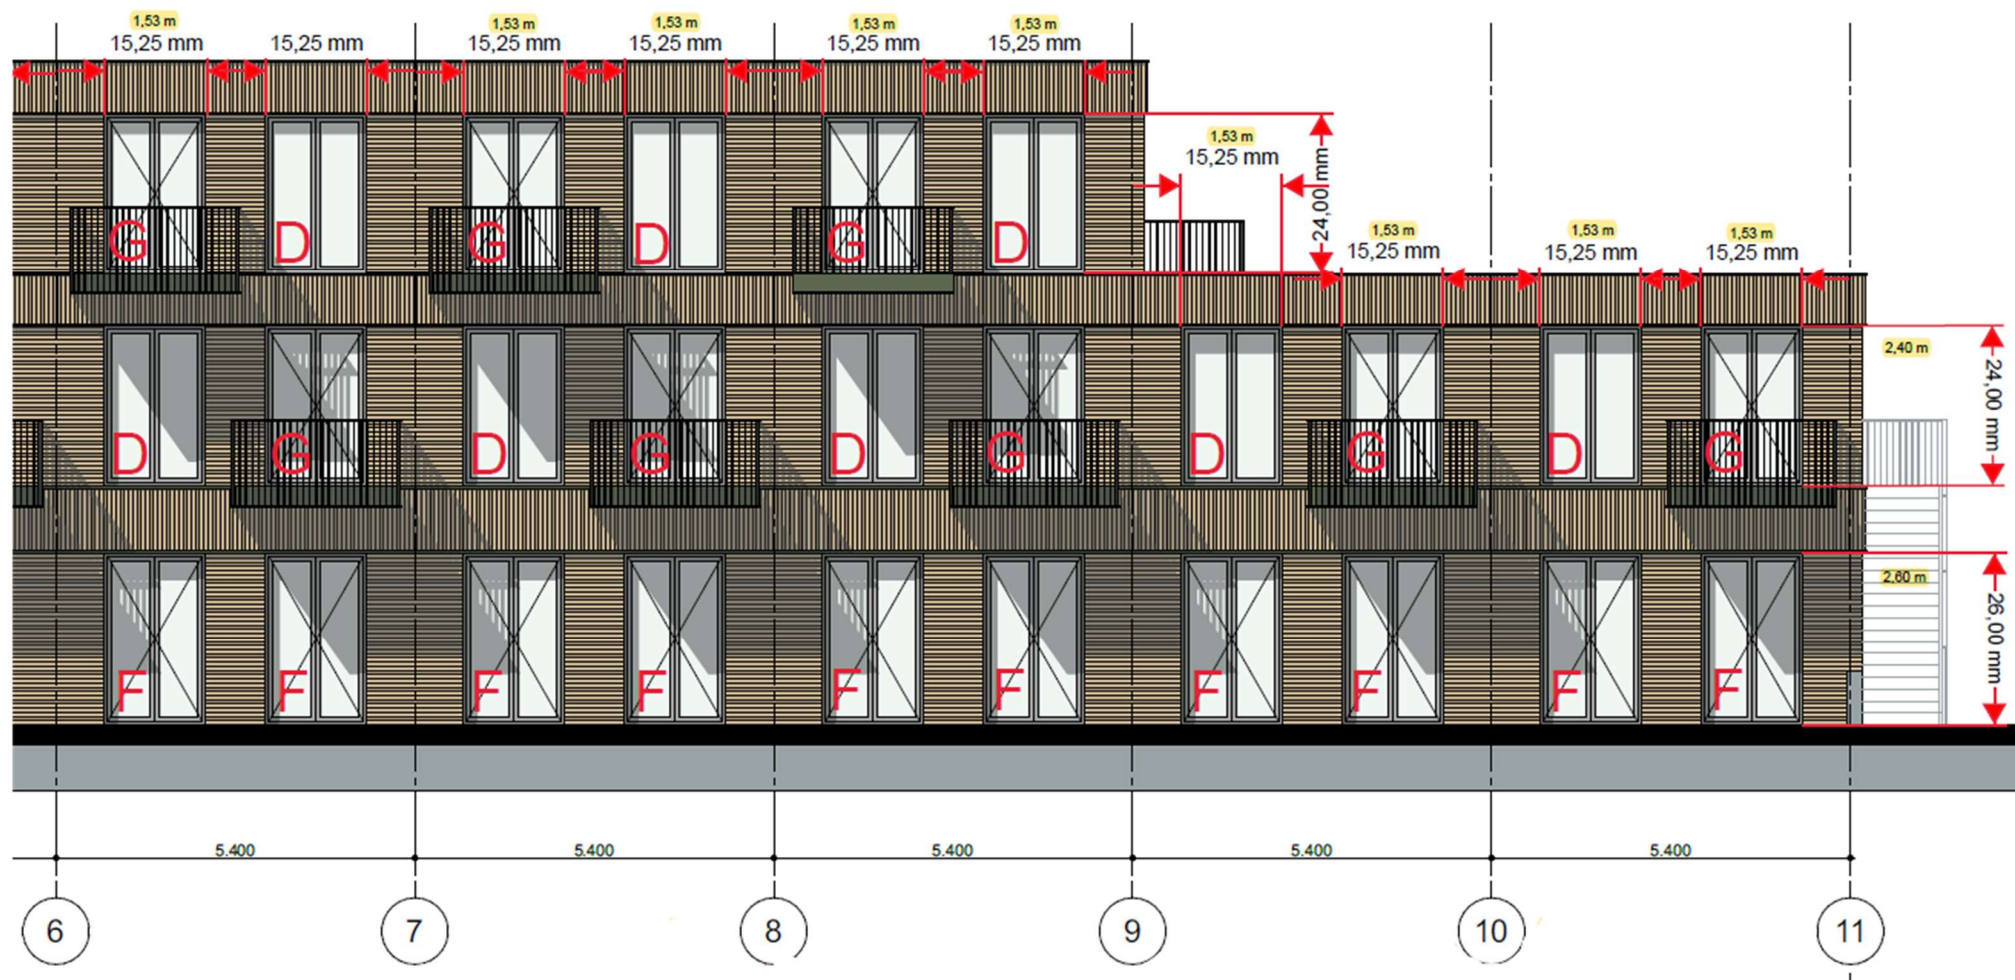 1,53 m
15,25 mm
15,25 mm
1,53 m
15,25 mm
1,53 m
15,25 mm
1,53 m
15,25 mm
1,53 m
15,25 mm
1,53 m
15,25 mm
24,00 mm
1,53 m
15,25 mm
1,53 m
15,25 mm
1,53 m
15,25 mm
G D G D G D
2,40 m
24,00 mm
D G D G D G D G D G
2,60 m
26,00 mm
F F F F F F F F F F
5.400 5.400 5.400 5.400 5.400
6 7 8 9 10 11